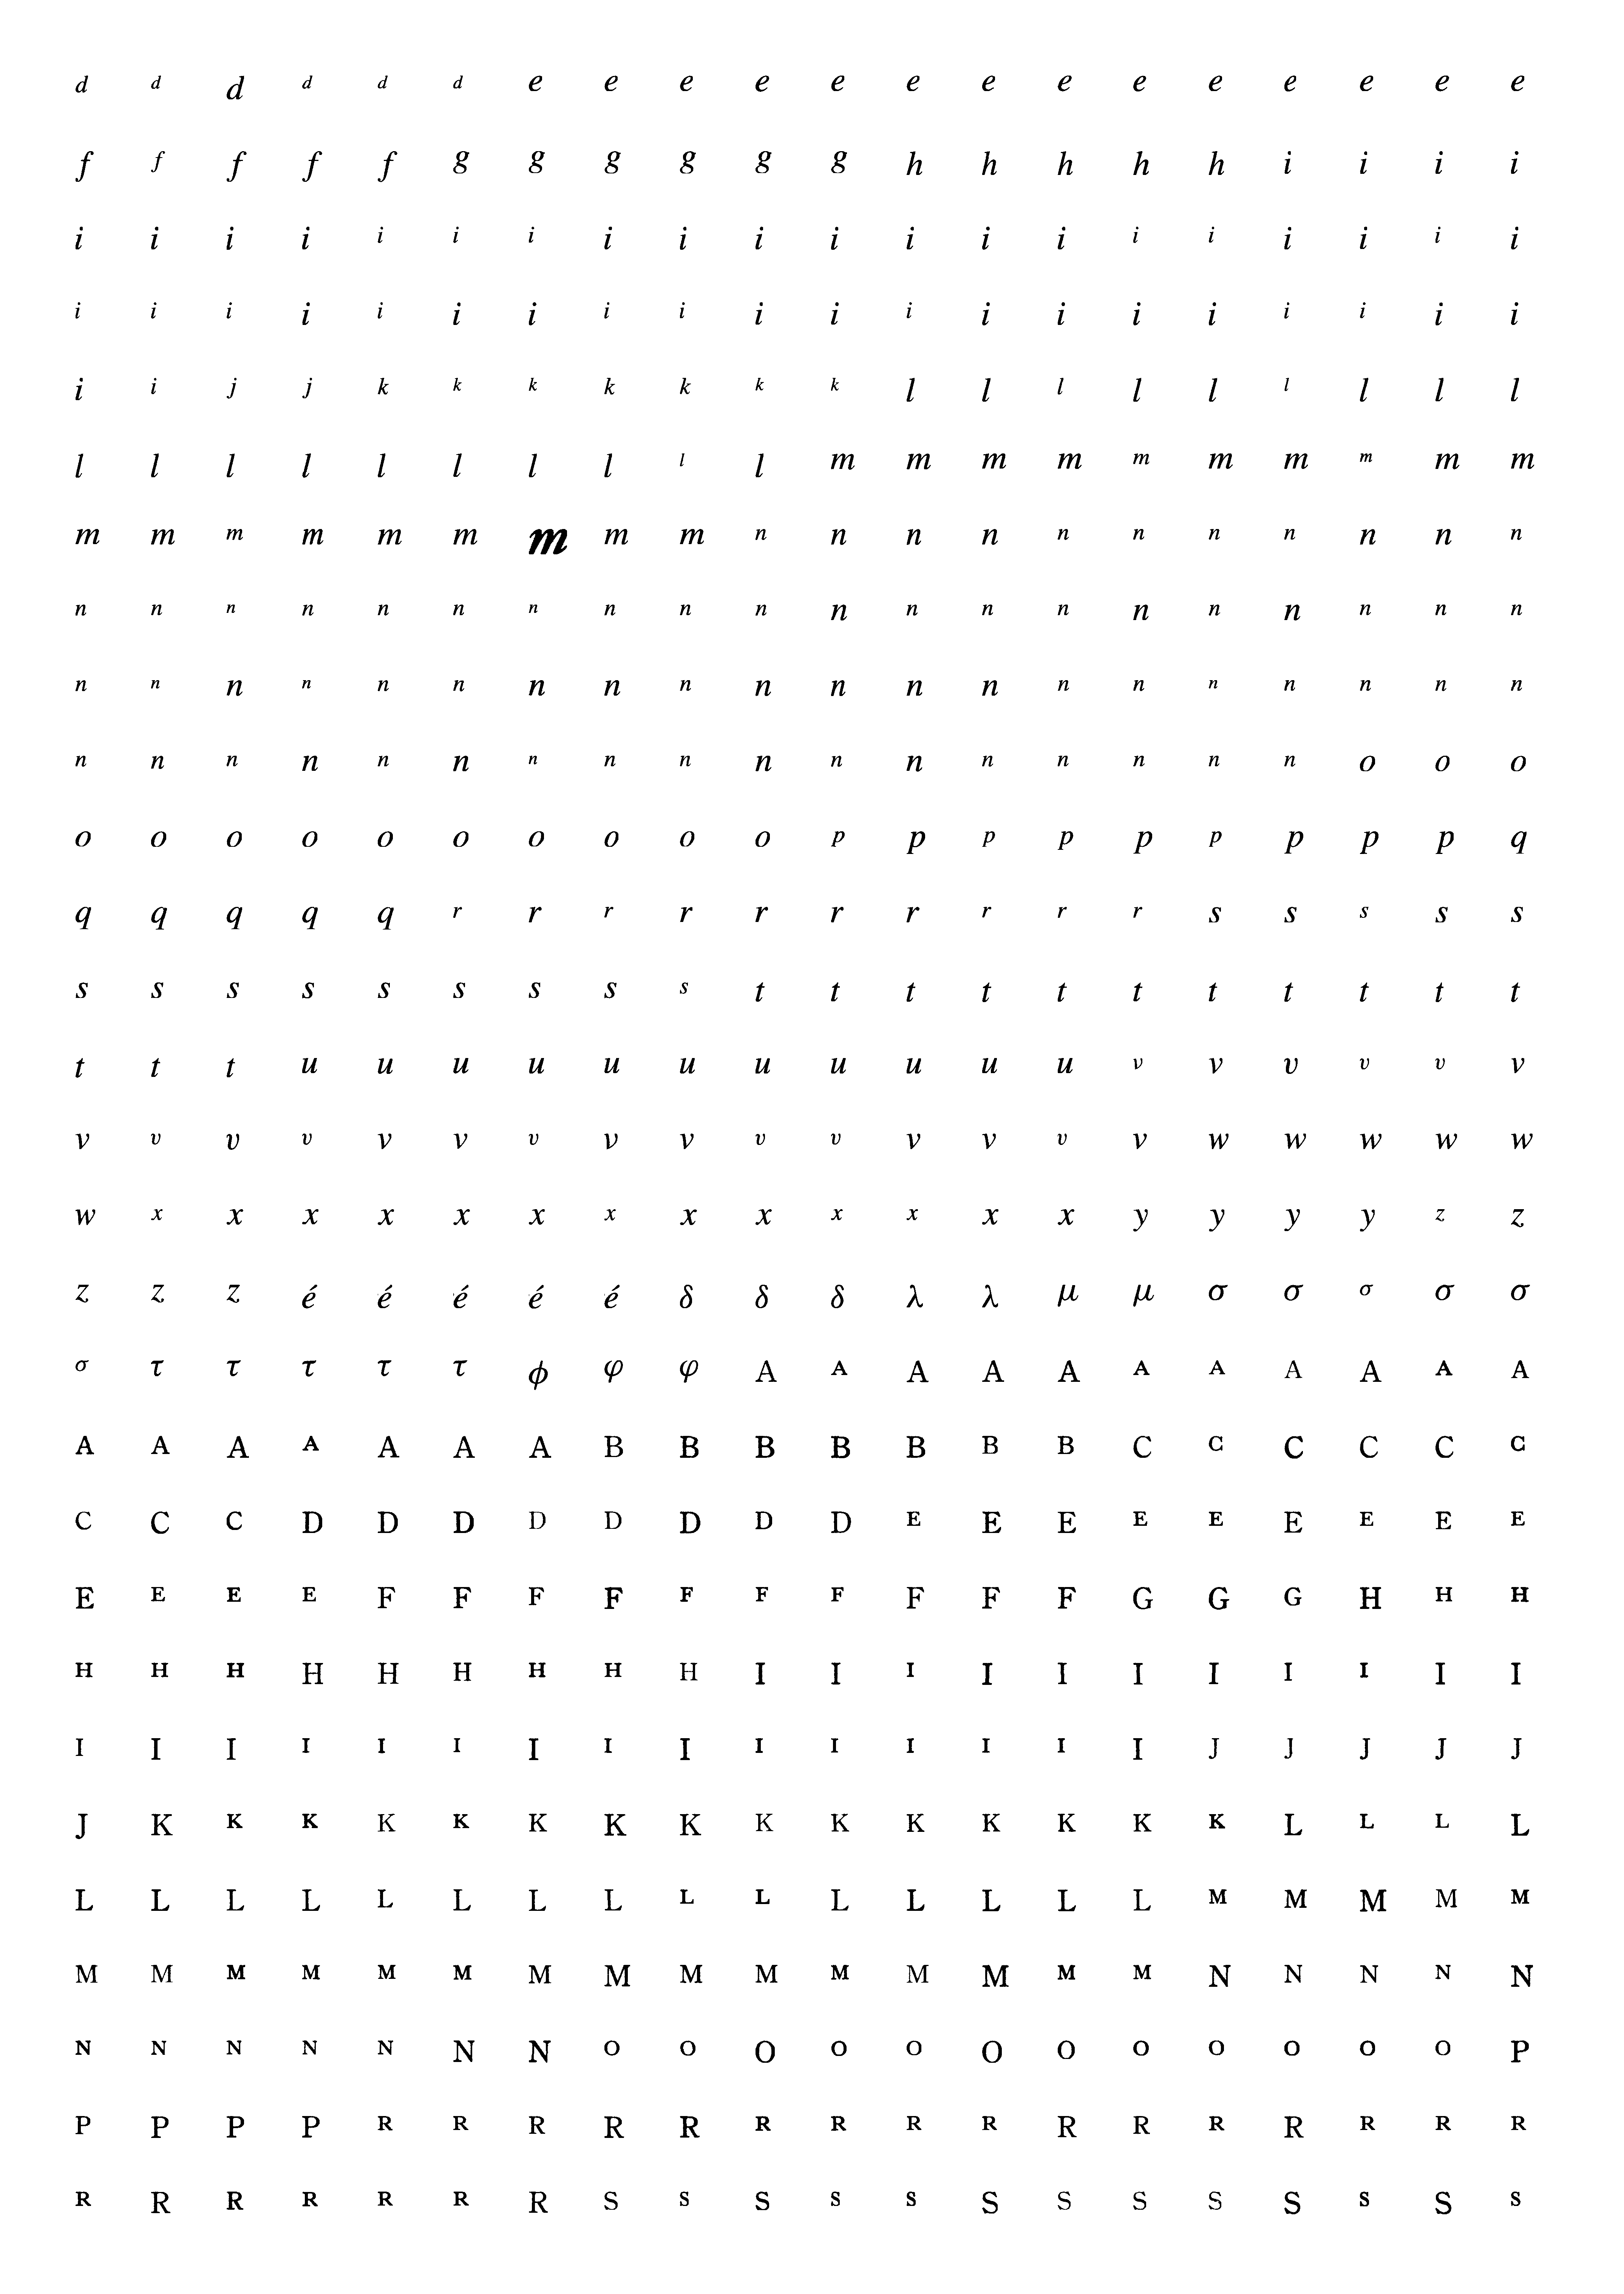 d d d d d d e e e e e e e e e e e e e e
f f f f f g g g g g g h h h h h i i i i
i i i i i i i i i i i i i i i i i i i i
i i i i i i i i i i i i i i i i i i i i
i i j j k k k k k k k l l l l l l l l l
l l l l l l l l l l m m m m m m m m m m
m m m m m m m m m n n n n n n n n n n n
n n n n n n n n n n n n n n n n n n n n
n n n n n n n n n n n n n n n n n n n n
n n n n n n n n n n n n n n n n n o o o
o o o o o o o o o o p p p p p p p p p q
q q q q q r r r r r r r r r r s s s s s
s s s s s s s s s t t t t t t t t t t t
t t t u u u u u u u u u u u v v v v v v
v v v v v v v v v v v v v v v w w w w w
w x x x x x x x x x x x x x y y y y z z
z z z é é é é é δ δ δ λ λ μ μ σ σ σ σ σ
σ τ τ τ τ τ ϕ φ φ A A A A A A A A A A A
A A A A A A A B B B B B B B C C C C C C
C C C D D D D D D D D E E E E E E E E E
E E E E F F F F F F F F F F G G G H H H
H H H H H H H H H I I I I I I I I I I I
I I I I I I I I I I I I I I I J J J J J
J K K K K K K K K K K K K K K K L L L L
L L L L L L L L L L L L L L L M M M M M
M M M M M M M M M M M M M M M N N N N N
N N N N N N N O O O O O O O O O O O O P
P P P P R R R R R R R R R R R R R R R R
R R R R R R R S S S S S S S S S S S S S